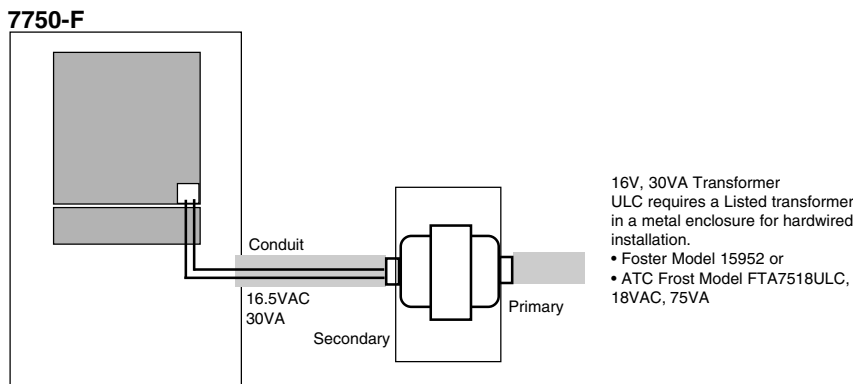 7750-F
Conduit
16.5VAC
30VA
Secondary
Primary
16V, 30VA Transformer
ULC requires a Listed transformer
in a metal enclosure for hardwired
installation.
• Foster Model 15952 or
• ATC Frost Model FTA7518ULC,
18VAC, 75VA